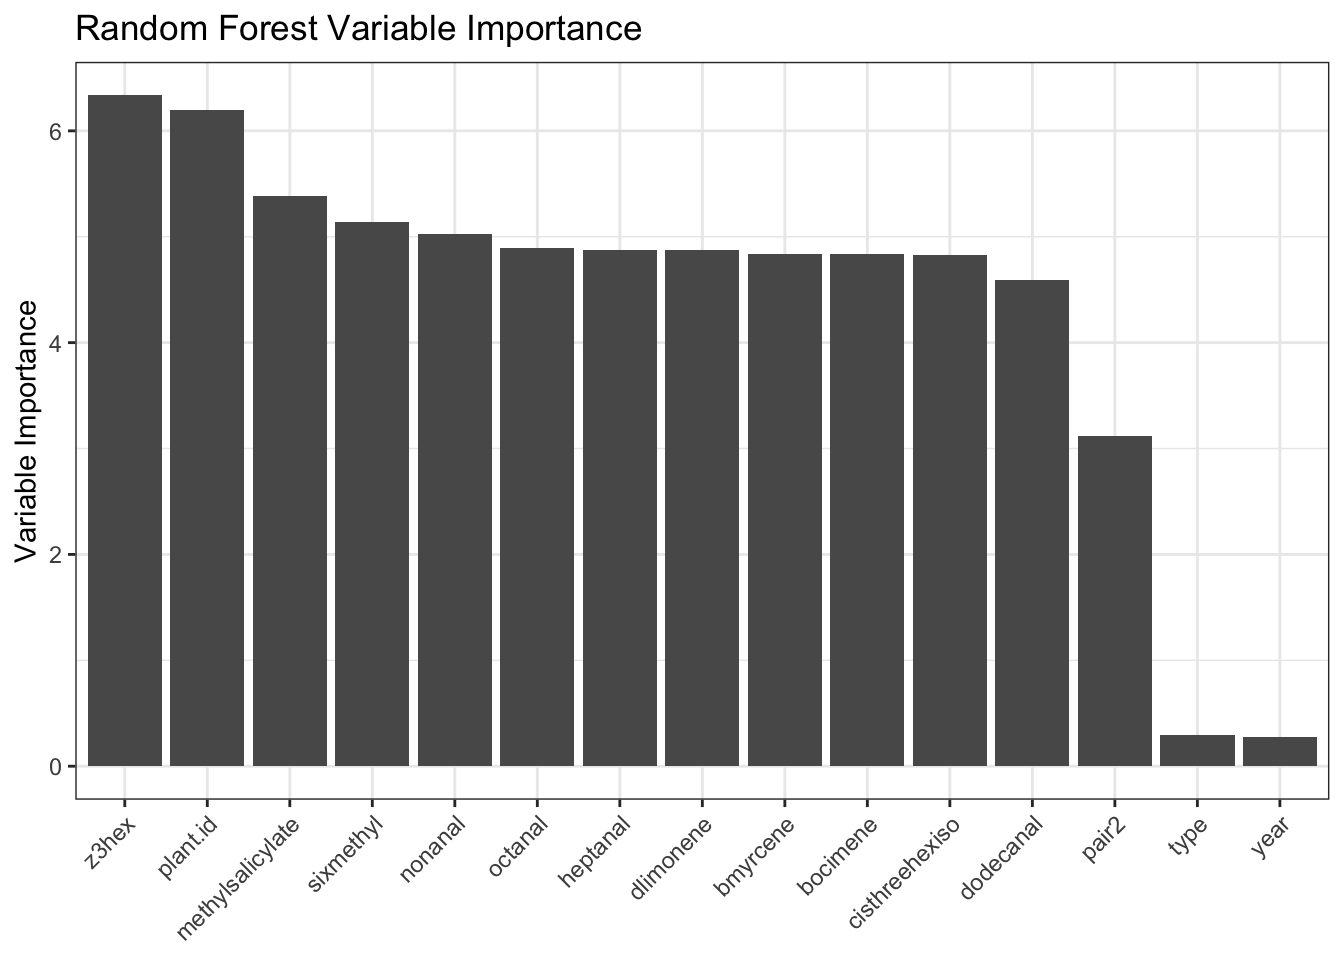 Random Forest Variable Importance
Variable Importance
6
4
2
0
z3hex
plant.id
methylsalicylate
sixmethyl
nonanal
octanal
heptanal
dlimonene
bmyrcene
bocimene
cisthreehexiso
dodecanal
pair2
type
year